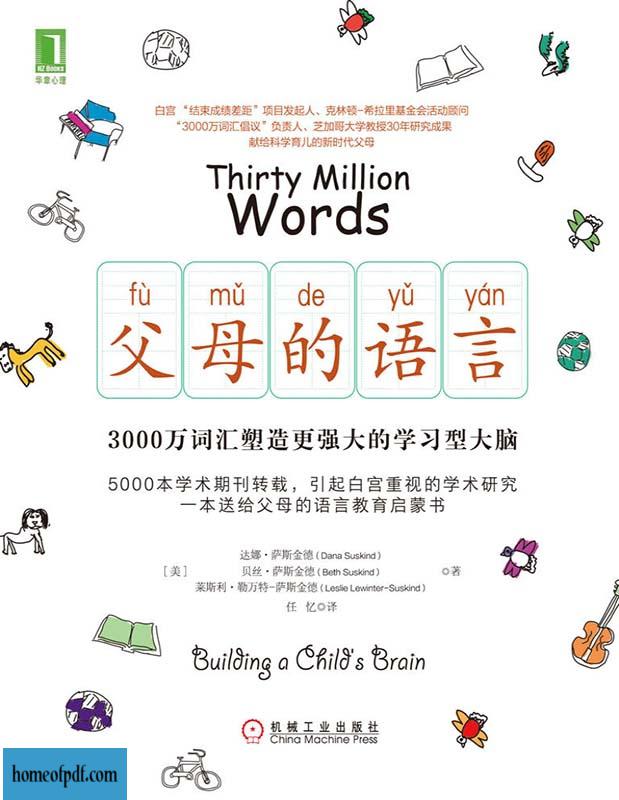 HZ Books
华章心理
白宫“结束成绩差距”项目发起人、克林顿-希拉里基金会活动顾问
“3000万词汇倡议”负责人、芝加哥大学教授30年研究成果
献给科学育儿的新时代父母
Thirty Million
Words
fù mǔ de yǔ yán
父母的语言
3000万词汇塑造更强大的学习型大脑
5000本学术期刊转载，引起白宫重视的学术研究
一本送给父母的语言教育启蒙书
达娜·萨斯金德(Dana Suskind)
[美] 贝丝·萨斯金德(Beth Suskind) ◎著
莱斯利·勒万特-萨斯金德(Leslie Lewinter-Suskind)
任忆◎译
Building a Child's Brain
机械工业出版社
China Machine Press
homeofpdf.com